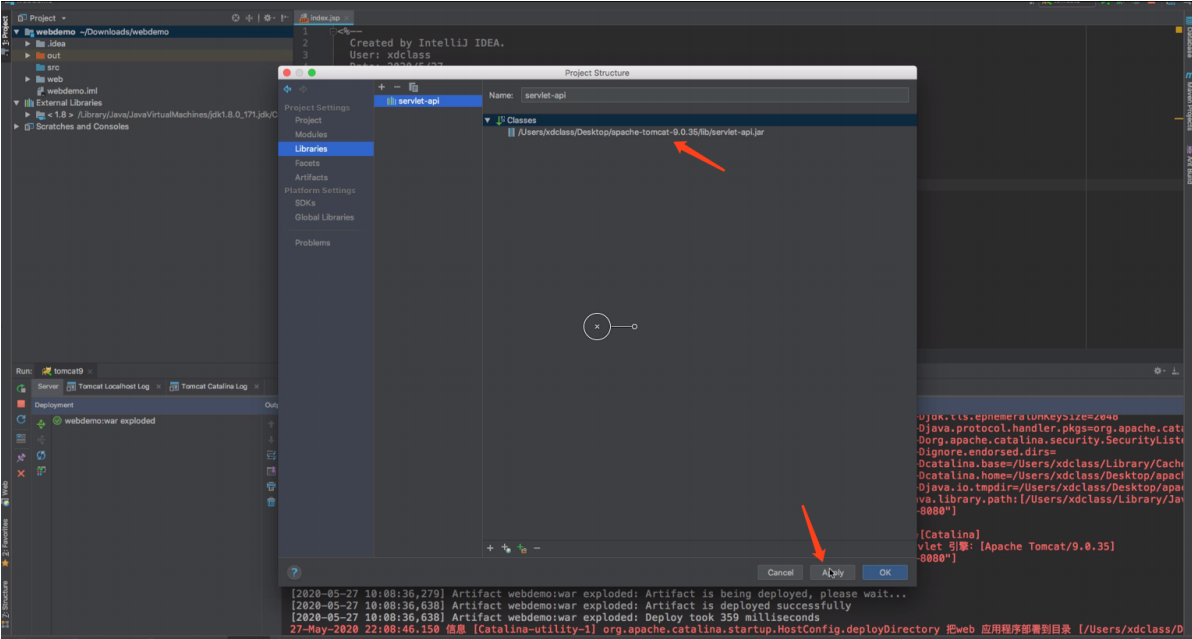 Project
index.jsp
1: Project
webdemo ~/Downloads/webdemo
.idea
out
src
web
webdemo.iml
External Libraries
< 1.8 > /Library/Java/JavaVirtualMachines/jdk1.8.0_171.jdk/C
Scratches and Consoles
1 <%--
2 Created by IntelliJ IDEA.
3 User: xdclass
Project Structure
Project Settings
Project
Modules
Libraries
Facets
Artifacts
Platform Settings
SDKs
Global Libraries
Problems
servlet-api
Name: servlet-api
Classes
/Users/xdclass/Desktop/apache-tomcat-9.0.35/lib/servlet-api.jar
?
Cancel
Apply
OK
Database
Maven Projects
Ant Build
Run: tomcat9
Server Tomcat Localhost Log Tomcat Catalina Log
Deployment Outp
webdemo:war exploded
Web
2: Favorites
Z: Structure
Djdk.tls.ephemeralDHKeySize=2048
Djava.protocol.handler.pkgs=org.apache.cata
Dorg.apache.catalina.security.SecurityListe
Dignore.endorsed.dirs=
Dcatalina.base=/Users/xdclass/Library/Cache
Dcatalina.home=/Users/xdclass/Desktop/apach
Djava.io.tmpdir=/Users/xdclass/Desktop/apac
va.library.path:[/Users/xdclass/Library/Jav
-8080"]
[Catalina]
vlet 引擎：[Apache Tomcat/9.0.35]
-8080"]
[2020-05-27 10:08:36,279] Artifact webdemo:war exploded: Artifact is being deployed, please wait...
[2020-05-27 10:08:36,638] Artifact webdemo:war exploded: Artifact is deployed successfully
[2020-05-27 10:08:36,638] Artifact webdemo:war exploded: Deploy took 359 milliseconds
27-May-2020 22:08:46.150 信息 [Catalina-utility-1] org.apache.catalina.startup.HostConfig.deployDirectory 把web 应用程序部署到目录 [/Users/xdclass/D